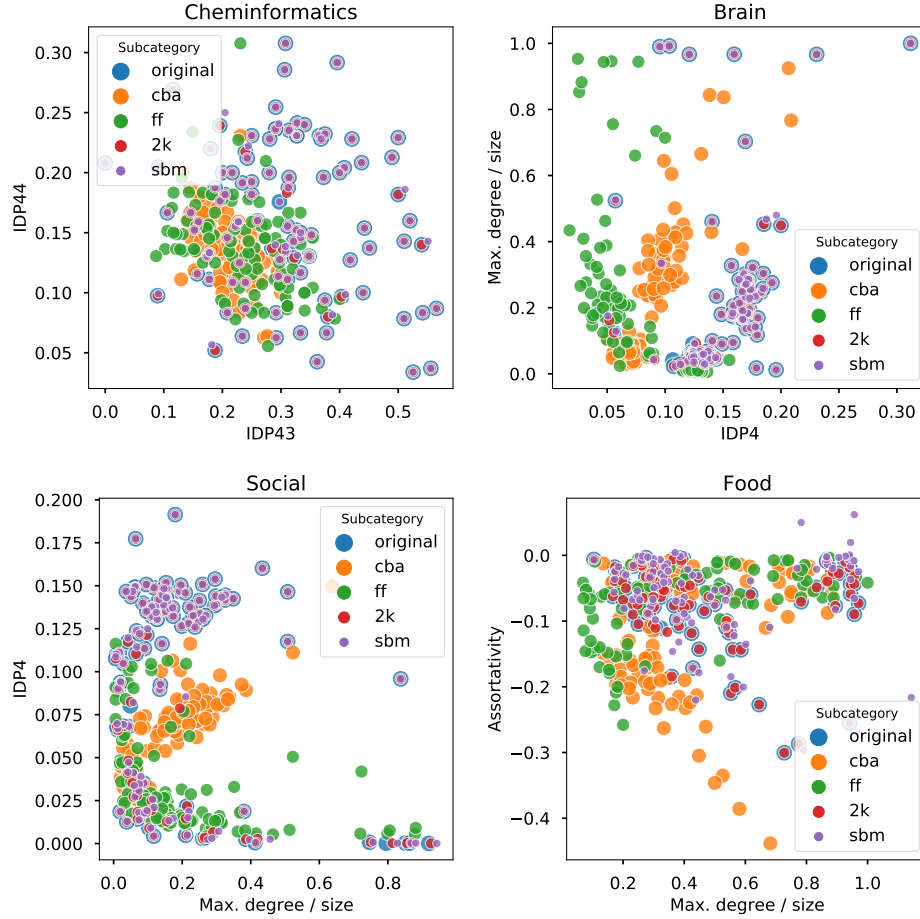 Cheminformatics
Subcategory
original
cba
ff
2k
sbm
IDP44
0.30
0.25
0.20
0.15
0.10
0.05
0.0 0.1 0.2 0.3 0.4 0.5
IDP43
Brain
Subcategory
original
cba
ff
2k
sbm
Max. degree / size
1.0
0.8
0.6
0.4
0.2
0.0
0.05 0.10 0.15 0.20 0.25 0.30
IDP4
Social
Subcategory
original
cba
ff
2k
sbm
IDP4
0.200
0.175
0.150
0.125
0.100
0.075
0.050
0.025
0.000
0.0 0.2 0.4 0.6 0.8
Max. degree / size
Food
Subcategory
original
cba
ff
2k
sbm
Assortativity
0.0
−0.1
−0.2
−0.3
−0.4
0.2 0.4 0.6 0.8 1.0
Max. degree / size